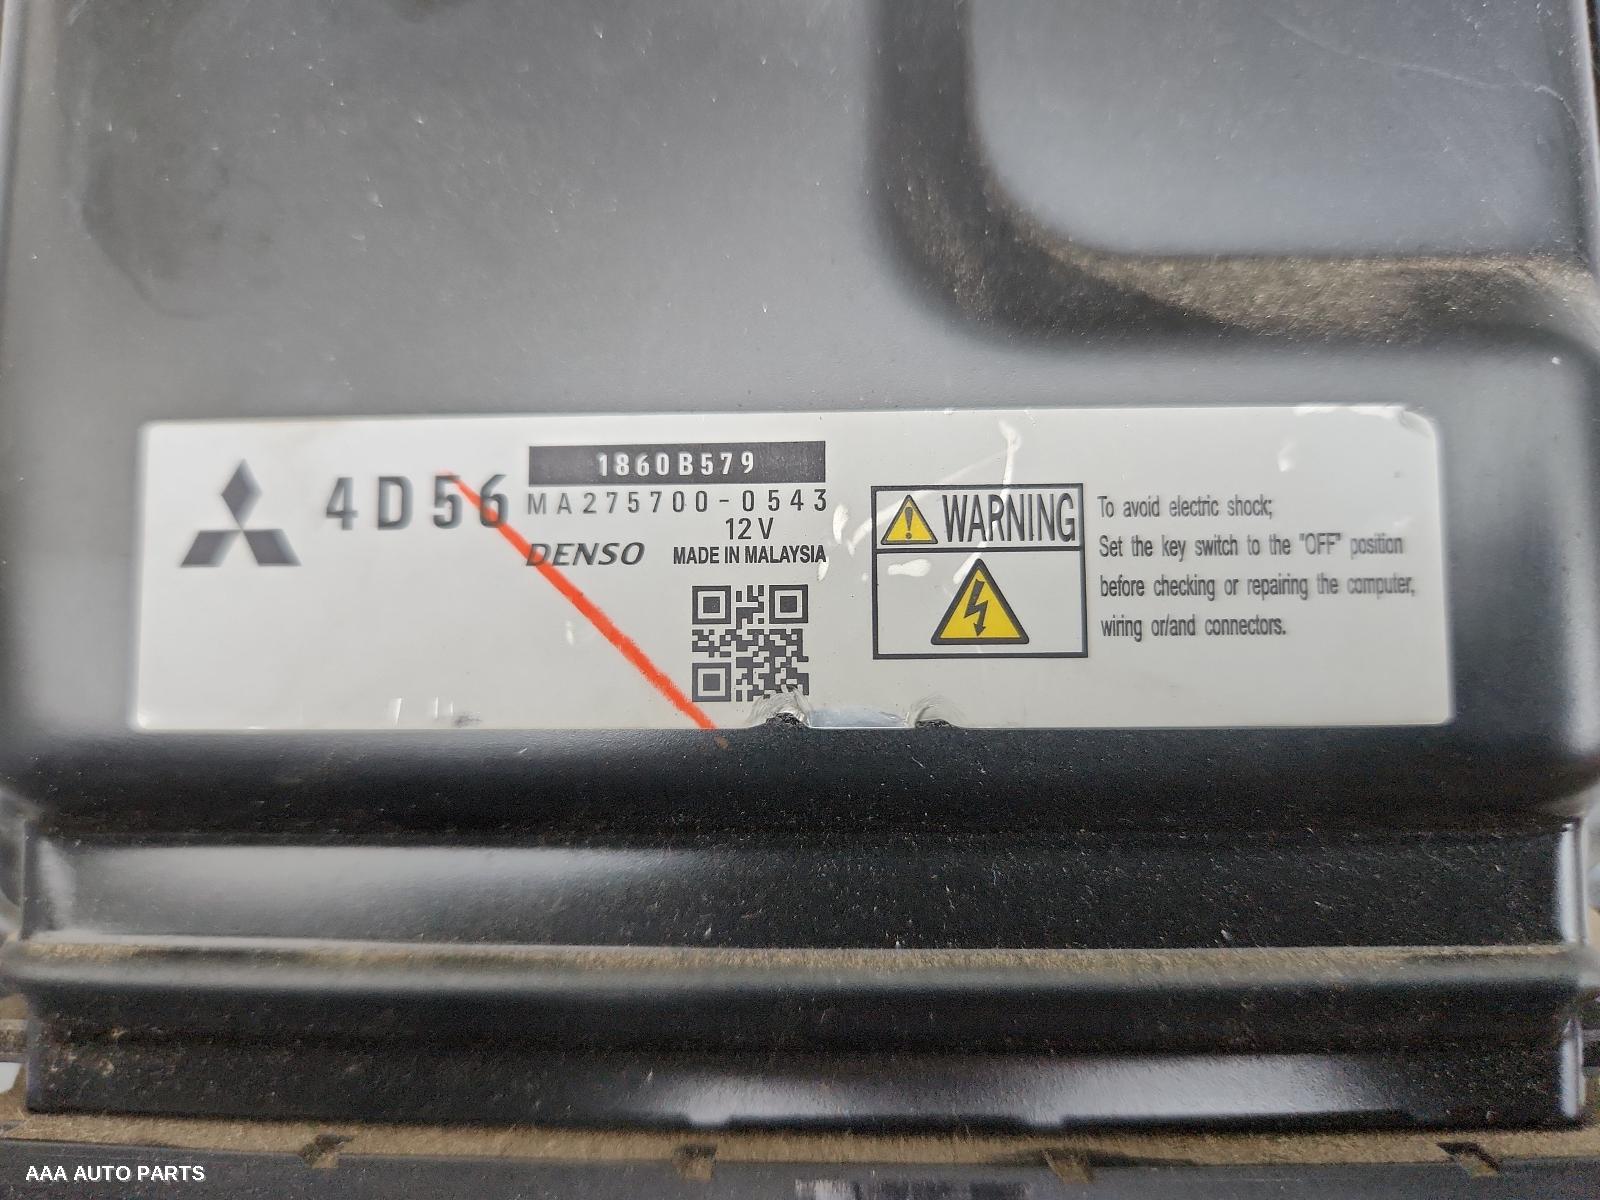 4D56
1860B579
MA275700-0543
12V
DENSO
MADE IN MALAYSIA
WARNING
To avoid electric shock;
Set the key switch to the "OFF" position
before checking or repairing the computer,
wiring or/and connectors.
AAA AUTO PARTS